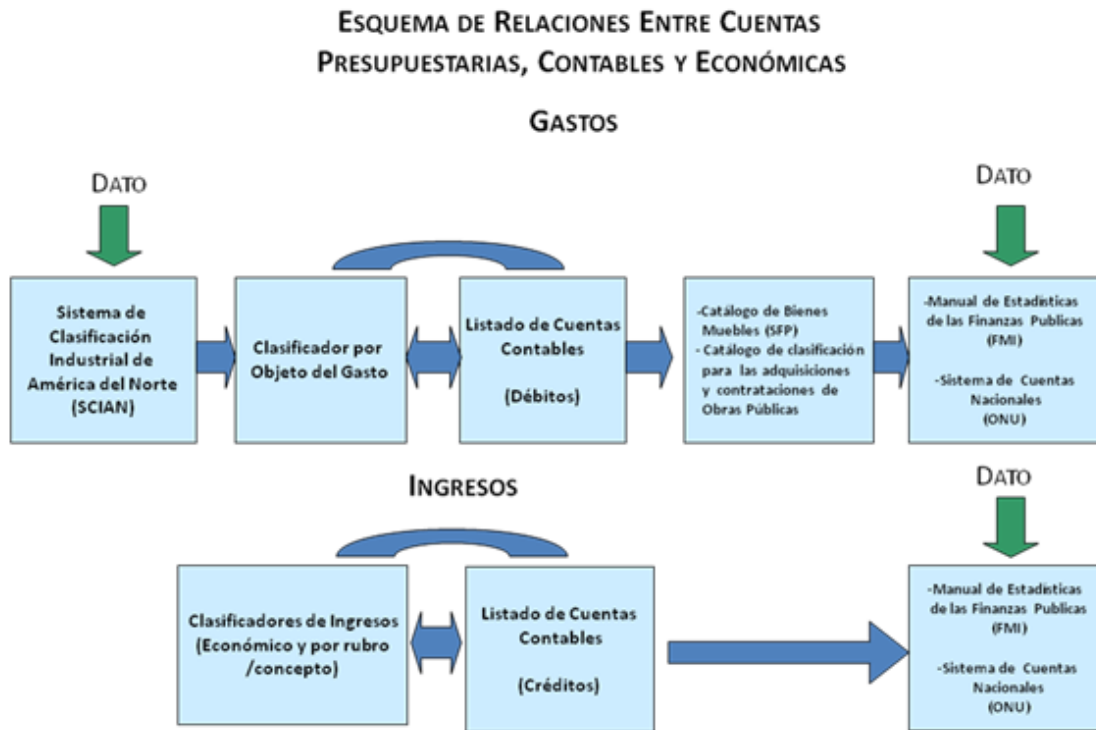 ESQUEMA DE RELACIONES ENTRE CUENTAS
PRESUPUESTARIAS, CONTABLES Y ECONÓMICAS
GASTOS
DATO
DATO
Sistema de
Clasificación
Industrial de
América del Norte
(SCIAN)
Clasificador por
Objeto del Gasto
Listado de Cuentas
Contables
(Débitos)
-Catálogo de Bienes
Muebles (SFP)
- Catálogo de clasificación
para las adquisiciones
y contrataciones de
Obras Públicas
-Manual de Estadísticas
de las Finanzas Publicas
(FMI)
-Sistema de Cuentas
Nacionales
(ONU)
INGRESOS
DATO
Clasificadores de Ingresos
(Económico y por rubro
/concepto)
Listado de Cuentas
Contables
(Créditos)
-Manual de Estadísticas
de las Finanzas Publicas
(FMI)
-Sistema de Cuentas
Nacionales
(ONU)